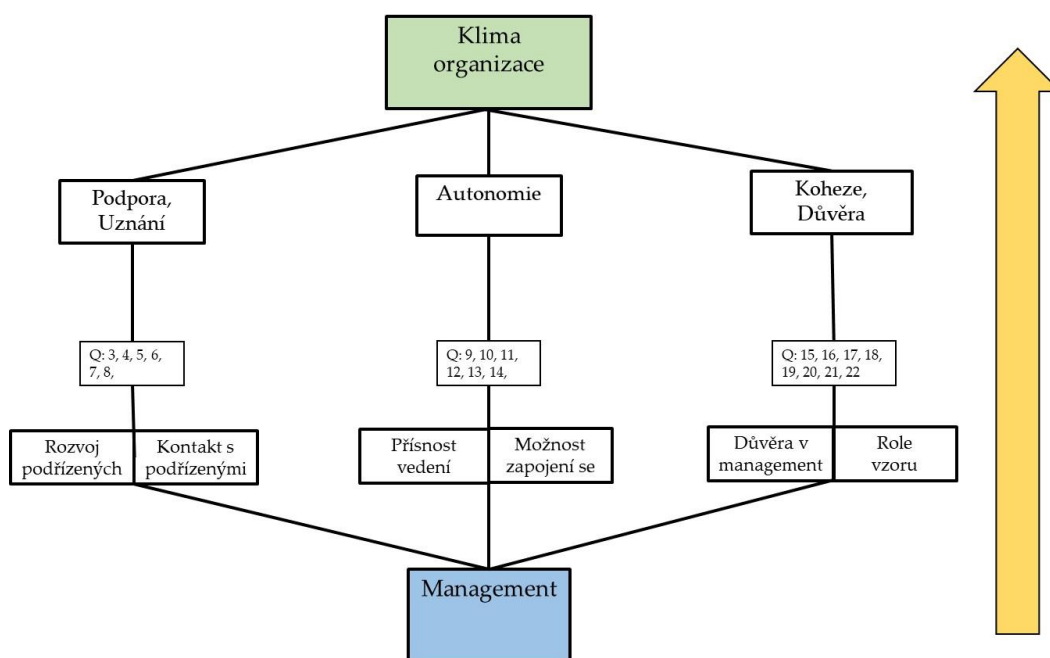 Klima
organizace
Podpora,
Uznání
Autonomie
Koheze,
Důvěra
Q: 3, 4, 5, 6,
7, 8,
Q: 9, 10, 11,
12, 13, 14,
Q: 15, 16, 17, 18,
19, 20, 21, 22
Rozvoj
podřízených
Kontakt s
podřízenými
Přísnost
vedení
Možnost
zapojení se
Důvěra v
management
Role
vzoru
Management